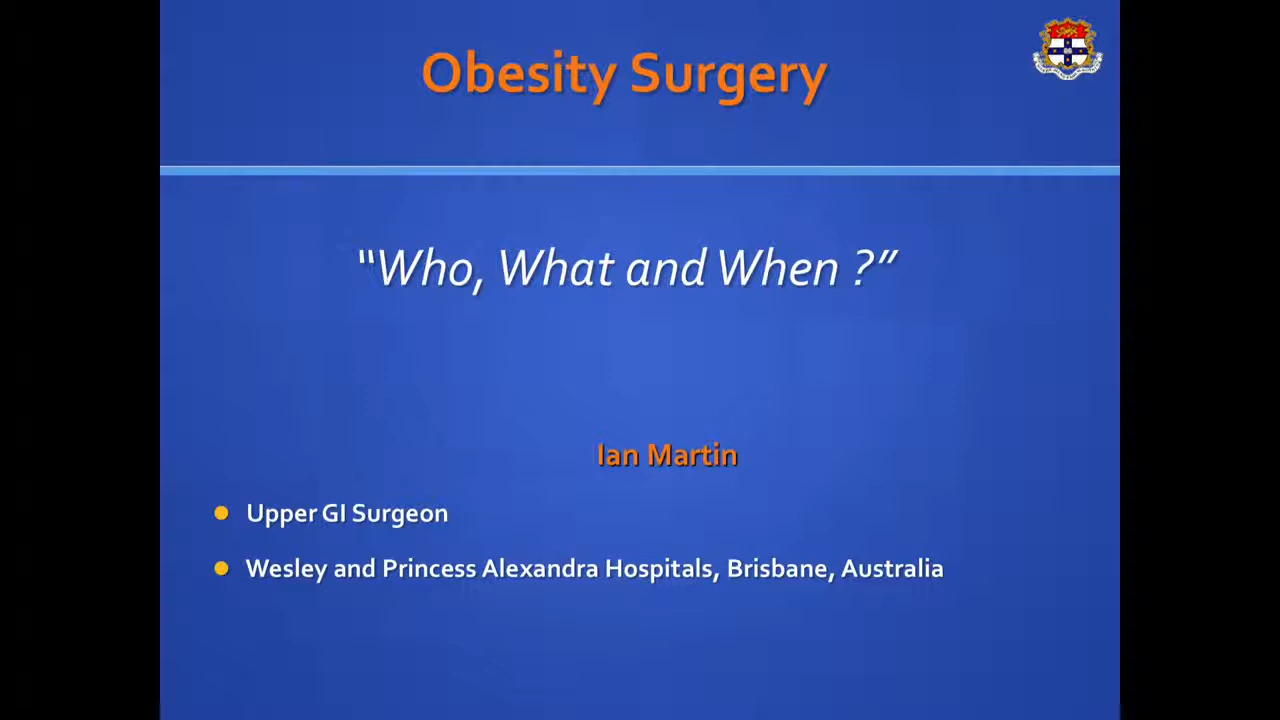 Obesity Surgery
“Who, What and When ?”
Ian Martin
Upper GI Surgeon
Wesley and Princess Alexandra Hospitals, Brisbane, Australia